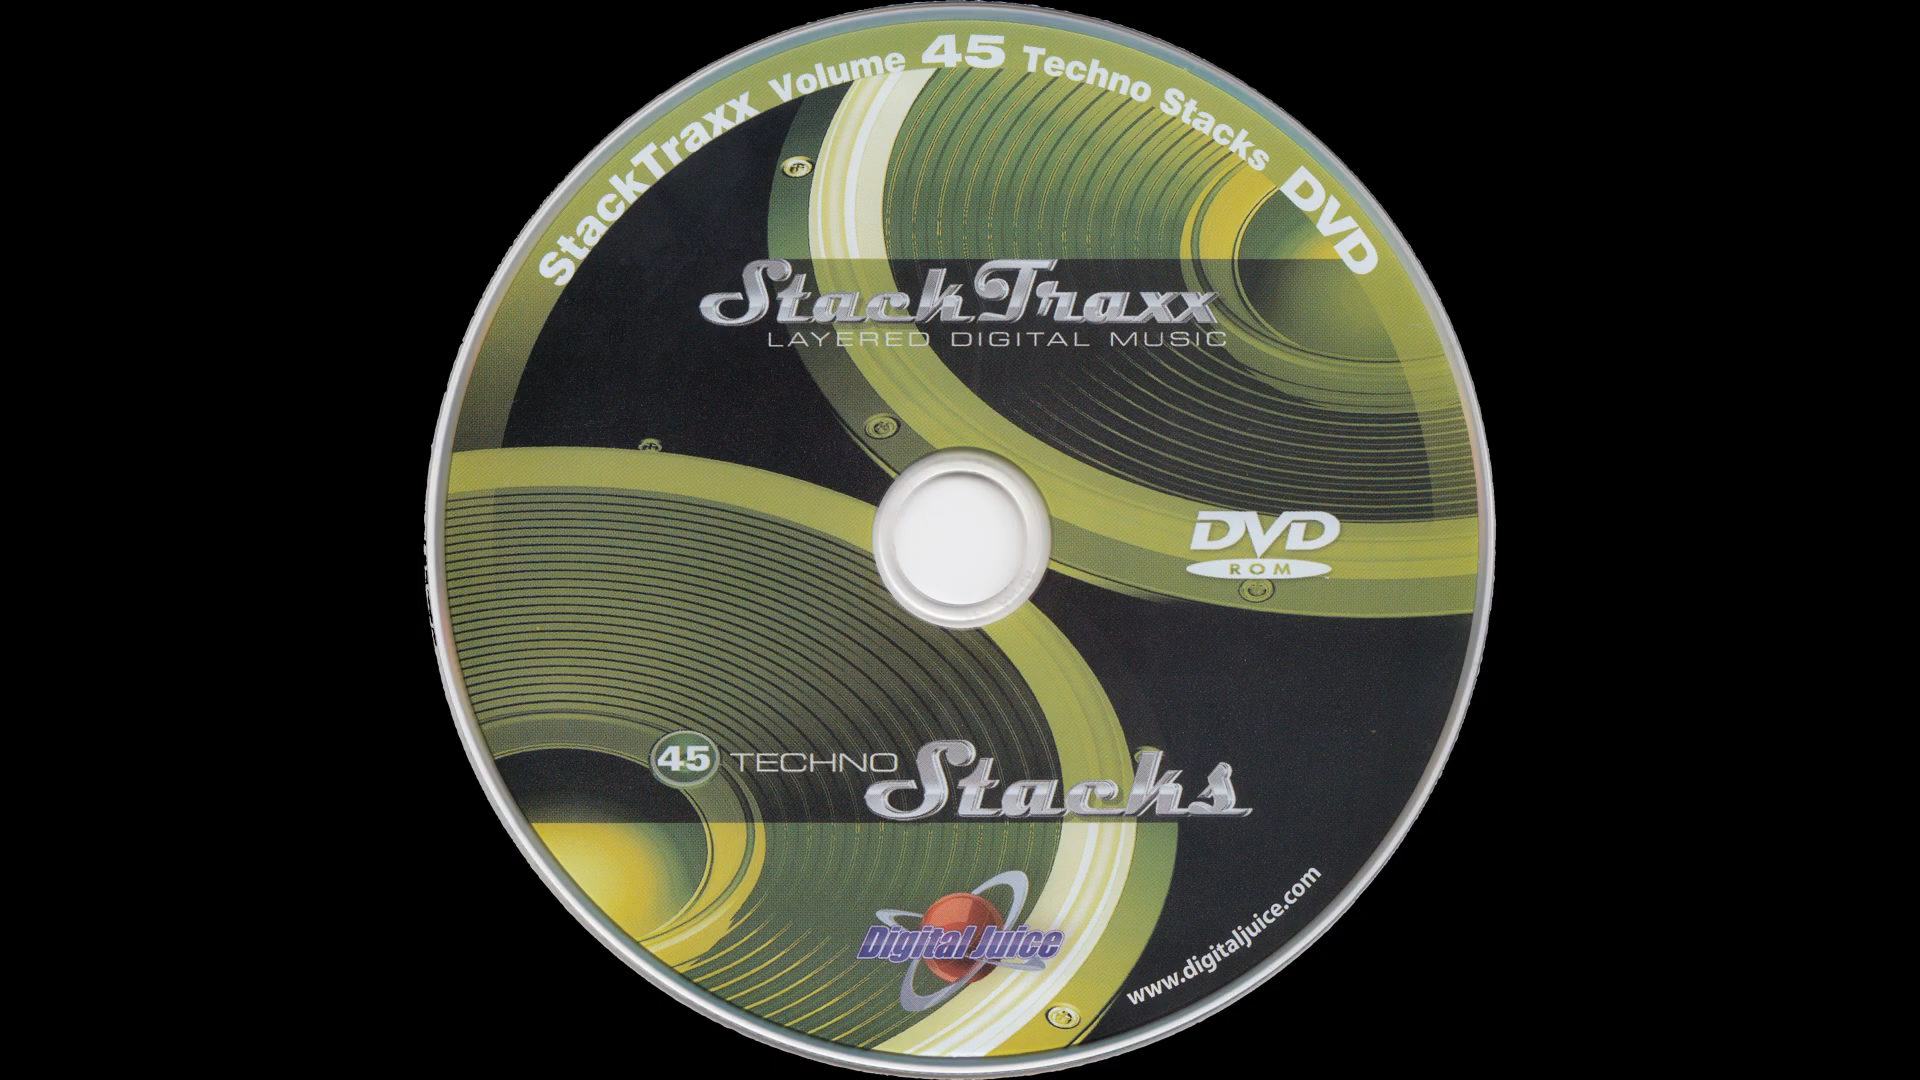 StackTraxx Volume 45 Techno Stacks DVD
StackTraxx
LAYERED DIGITAL MUSIC
DVD
ROM
45 TECHNO Stacks
Digital Juice
www.digitaljuice.com